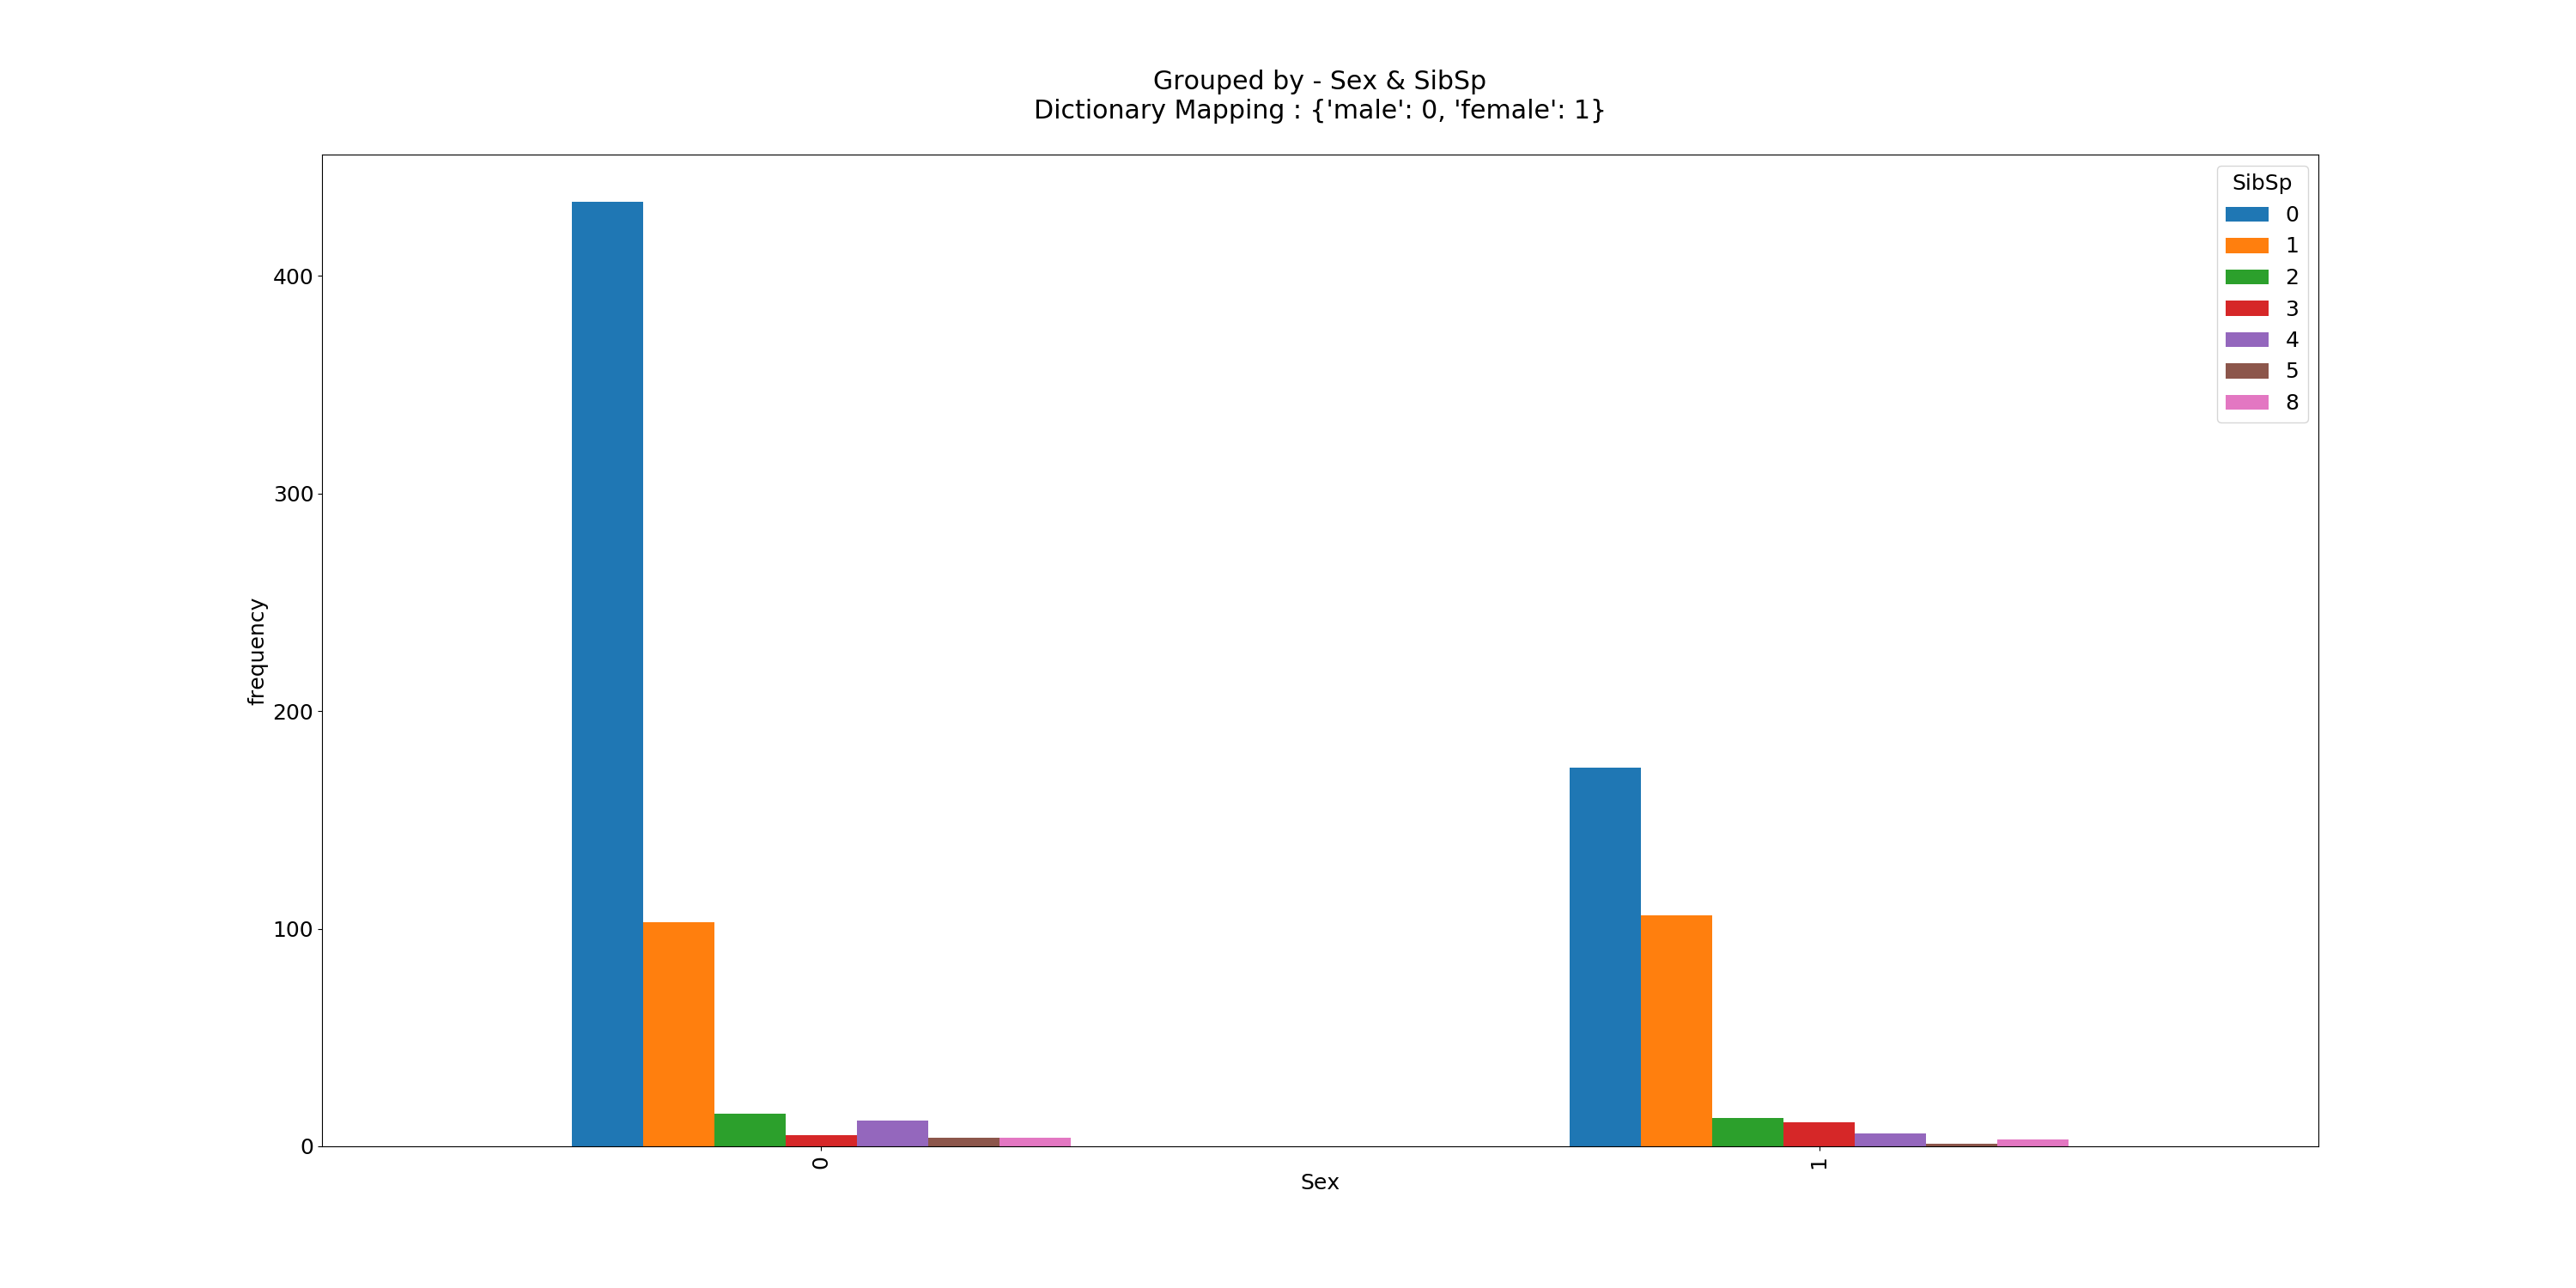 Grouped by - Sex & SibSp
Dictionary Mapping : {'male': 0, 'female': 1}
SibSp
0
1
2
3
4
5
8
400
300
200
100
0
frequency
0
1
Sex